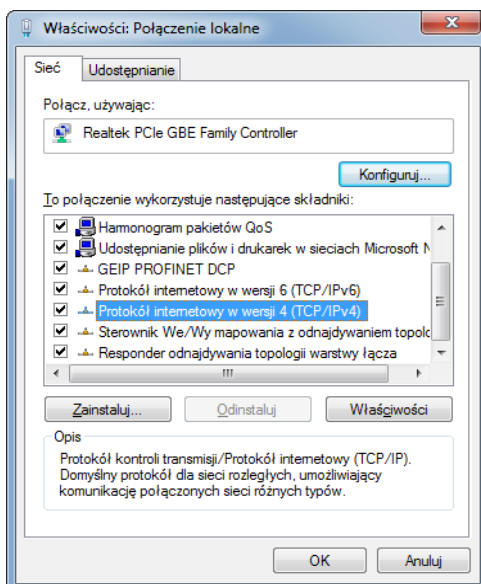 Właściwości: Połączenie lokalne
Sieć
Udostępnianie
Połącz, używając:
Realtek PCIe GBE Family Controller
Konfiguruj...
To połączenie wykorzystuje następujące składniki:
Harmonogram pakietów QoS
Udostępnianie plików i drukarek w sieciach Microsoft
GEIP PROFINET DCP
Protokół internetowy w wersji 6 (TCP/IPv6)
Protokół internetowy w wersji 4 (TCP/IPv4)
Sterownik We/Wy mapowania z odnajdywaniem
Responder odnajdywania topologii warstwy łącza
Zainstaluj...
Odinstaluj
Właściwości
Opis
Protokół kontroli transmisji/Protokół internetowy (TCP/IP).
Domyślny protokół dla sieci rozległych, umożliwiający
komunikację połączonych sieci różnych typów.
OK
Anuluj